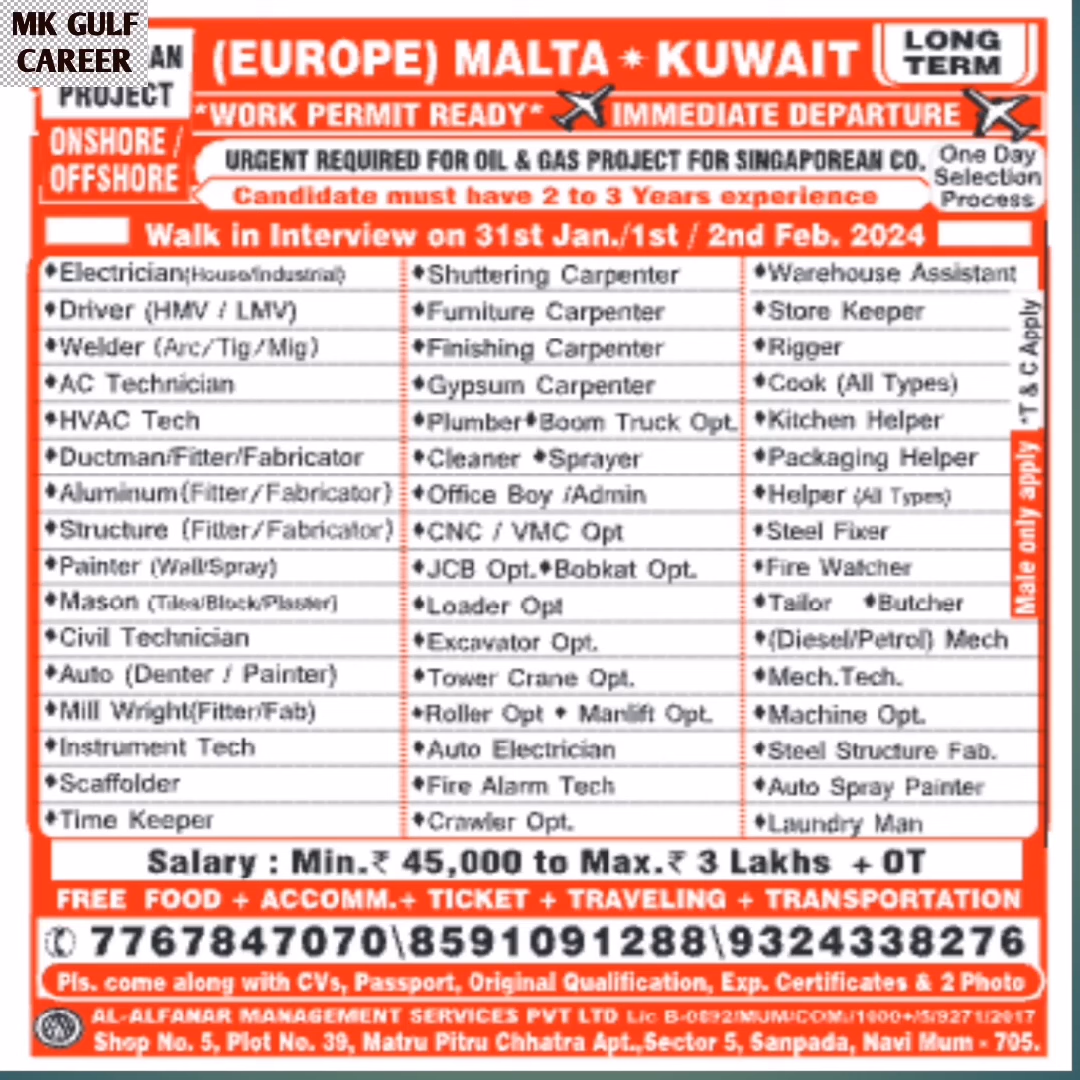 MK GULF
CAREER
PROJECT
ONSHORE /
OFFSHORE
(EUROPE) MALTA * KUWAIT
LONG
TERM
*WORK PERMIT READY* IMMEDIATE DEPARTURE
URGENT REQUIRED FOR OIL & GAS PROJECT FOR SINGAPOREAN CO.
Candidate must have 2 to 3 Years experience
One Day
Selection
Process
Walk in Interview on 31st Jan./1st / 2nd Feb. 2024
♦Electrician(House/Industrial)
♦Driver (HMV / LMV)
♦Welder (Arc/Tig/Mig)
♦AC Technician
♦HVAC Tech
♦Ductman/Fitter/Fabricator
♦Aluminum(Fitter/Fabricator)
♦Structure (Fitter/Fabricator)
♦Painter (Wall/Spray)
♦Mason (Tiles/Block/Plaster)
♦Civil Technician
♦Auto (Denter / Painter)
♦Mill Wright(Fitter/Fab)
♦Instrument Tech
♦Scaffolder
♦Time Keeper
♦Shuttering Carpenter
♦Furniture Carpenter
♦Finishing Carpenter
♦Gypsum Carpenter
♦Plumber♦Boom Truck Opt.
♦Cleaner ♦Sprayer
♦Office Boy /Admin
♦CNC / VMC Opt
♦JCB Opt.♦Bobkat Opt.
♦Loader Opt
♦Excavator Opt.
♦Tower Crane Opt.
♦Roller Opt ♦ Manlift Opt.
♦Auto Electrician
♦Fire Alarm Tech
♦Crawler Opt.
♦Warehouse Assistant
♦Store Keeper
♦Rigger
♦Cook (All Types)
♦Kitchen Helper
♦Packaging Helper
♦Helper (All Types)
♦Steel Fixer
♦Fire Watcher
♦Tailor ♦Butcher
♦(Diesel/Petrol) Mech
♦Mech.Tech.
♦Machine Opt.
♦Steel Structure Fab.
♦Auto Spray Painter
♦Laundry Man
*T & C Apply
Male only apply
Salary : Min.₹ 45,000 to Max.₹ 3 Lakhs + OT
FREE FOOD + ACCOMM.+ TICKET + TRAVELING + TRANSPORTATION
✆ 7767847070\8591091288\9324338276
Pls. come along with CVs, Passport, Original Qualification, Exp. Certificates & 2 Photo
AL-ALFANAR MANAGEMENT SERVICES PVT LTD Lic B-0892/MUM/COM/1000+/5/9271/2017
Shop No. 5, Plot No. 39, Matru Pitru Chhatra Apt.,Sector 5, Sanpada, Navi Mum - 705.